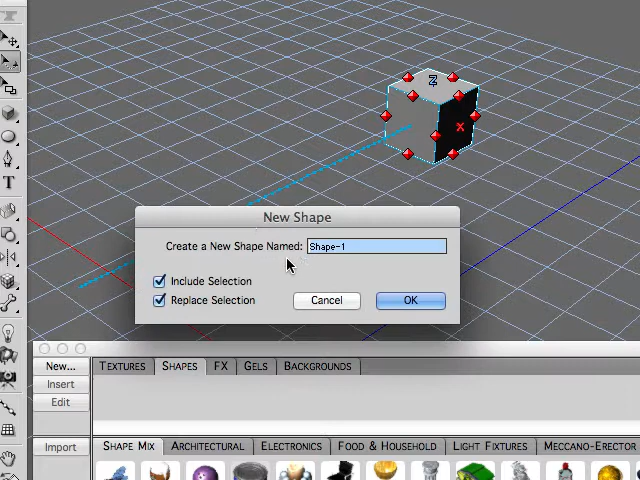 Z
X
New Shape
Create a New Shape Named: Shape-1
Include Selection
Replace Selection
Cancel
OK
New...
TEXTURES SHAPES FX GELS BACKGROUNDS
Insert
Edit
Import
SHAPE MIX ARCHITECTURAL ELECTRONICS FOOD & HOUSEHOLD LIGHT FIXTURES MECCANO-ERECTOR
T